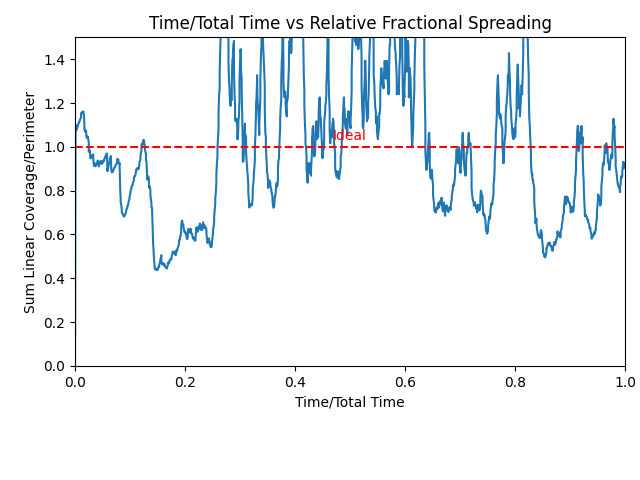 Time/Total Time vs Relative Fractional Spreading
Sum Linear Coverage/Perimeter
1.4
1.2
1.0
0.8
0.6
0.4
0.2
0.0
Ideal
0.0 0.2 0.4 0.6 0.8 1.0
Time/Total Time